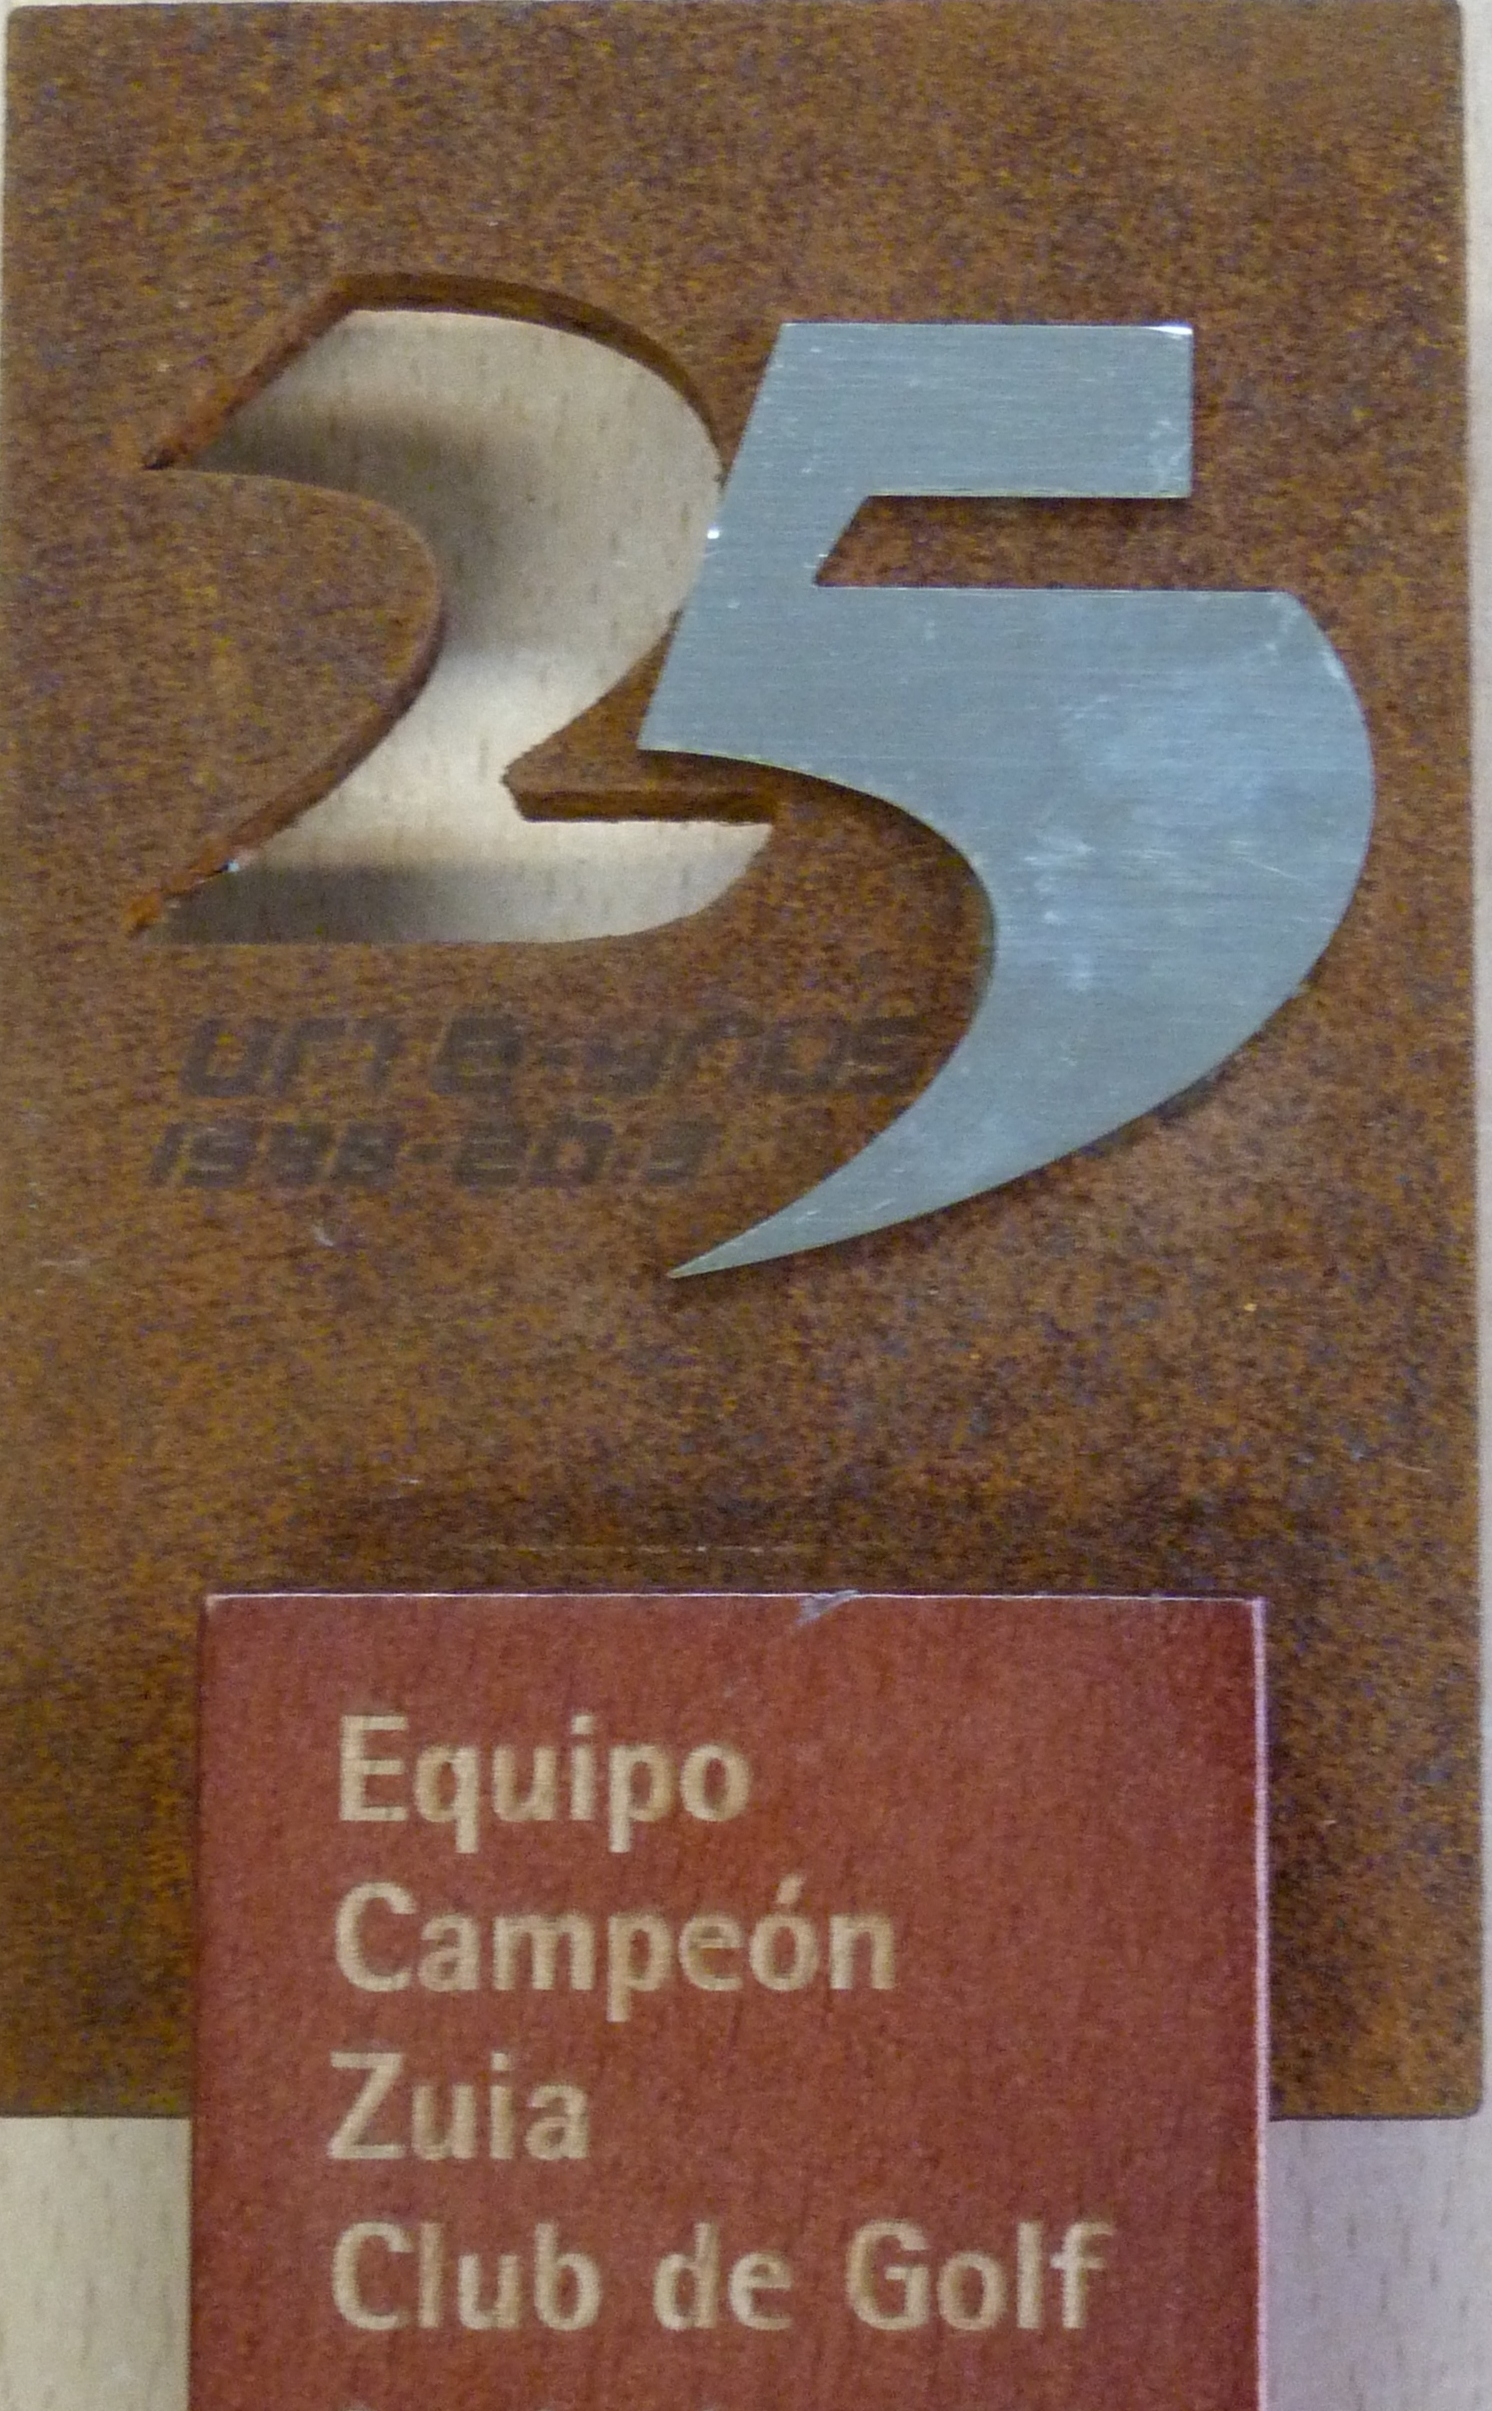 25
Equipo
Campeón
Zuia
Club de Golf